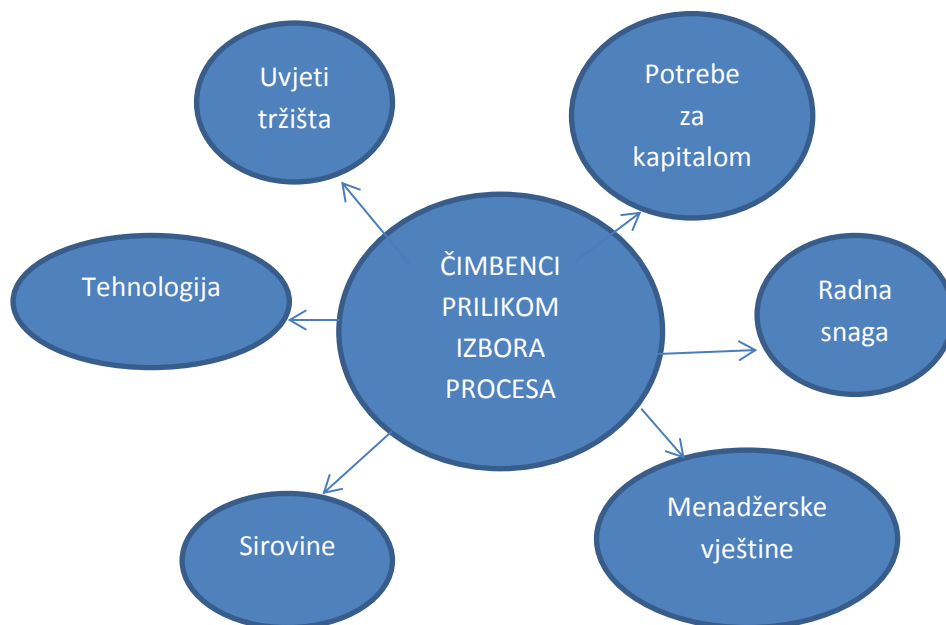 Uvjeti
tržišta
Potrebe
za
kapitalom
ČIMBENCI
PRILIKOM
IZBORA
PROCESA
Tehnologija
Radna
snaga
Sirovine
Menadžerske
vještine